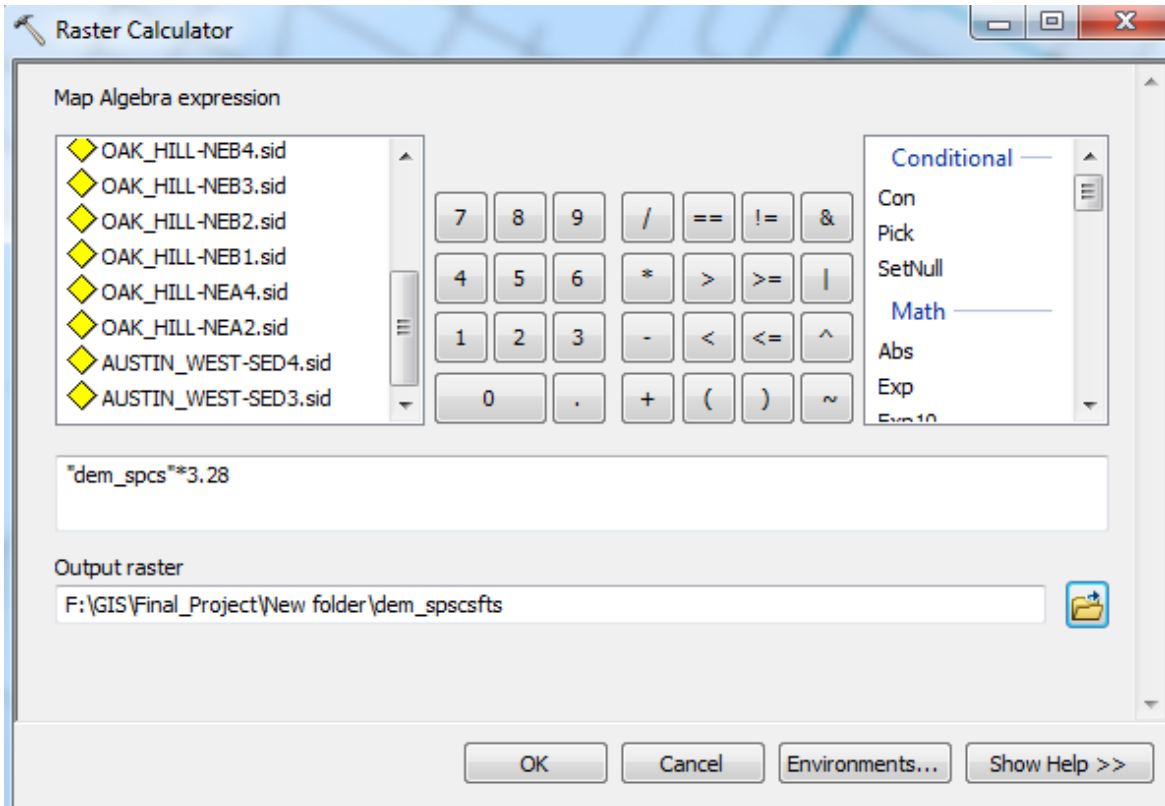 Raster Calculator
Map Algebra expression
OAK_HILL-NEB4.sid
OAK_HILL-NEB3.sid
OAK_HILL-NEB2.sid
OAK_HILL-NEB1.sid
OAK_HILL-NEA4.sid
OAK_HILL-NEA2.sid
AUSTIN_WEST-SED4.sid
AUSTIN_WEST-SED3.sid
7 8 9 / == != &
4 5 6 * > >= |
1 2 3 - < <= ^
0 . + ( ) ~
Conditional
Con
Pick
SetNull
Math
Abs
Exp
Exp10
"dem_spcs"*3.28
Output raster
F:\GIS\Final_Project\New folder\dem_spscsfts
OK Cancel Environments... Show Help >>